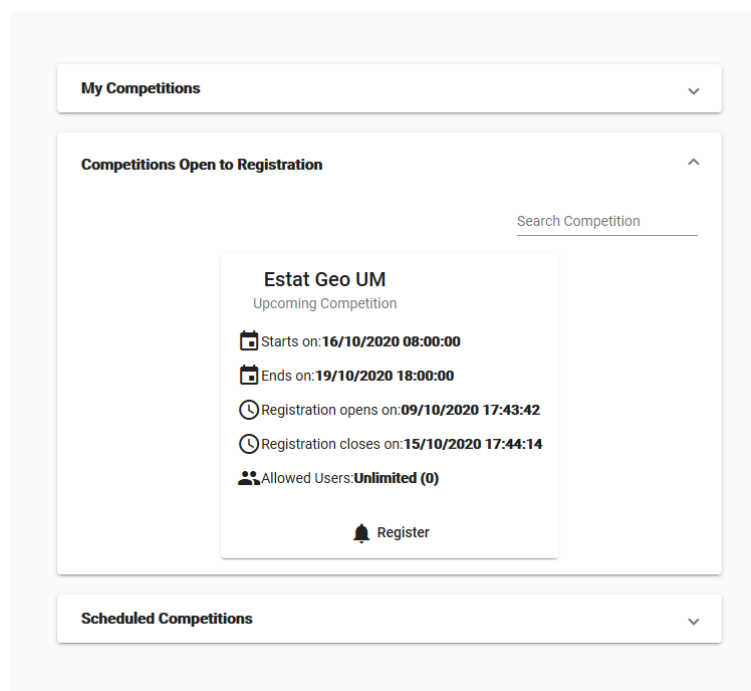 My Competitions
Competitions Open to Registration
Search Competition
Estat Geo UM
Upcoming Competition
Starts on:16/10/2020 08:00:00
Ends on:19/10/2020 18:00:00
Registration opens on:09/10/2020 17:43:42
Registration closes on:15/10/2020 17:44:14
Allowed Users:Unlimited (0)
Register
Scheduled Competitions